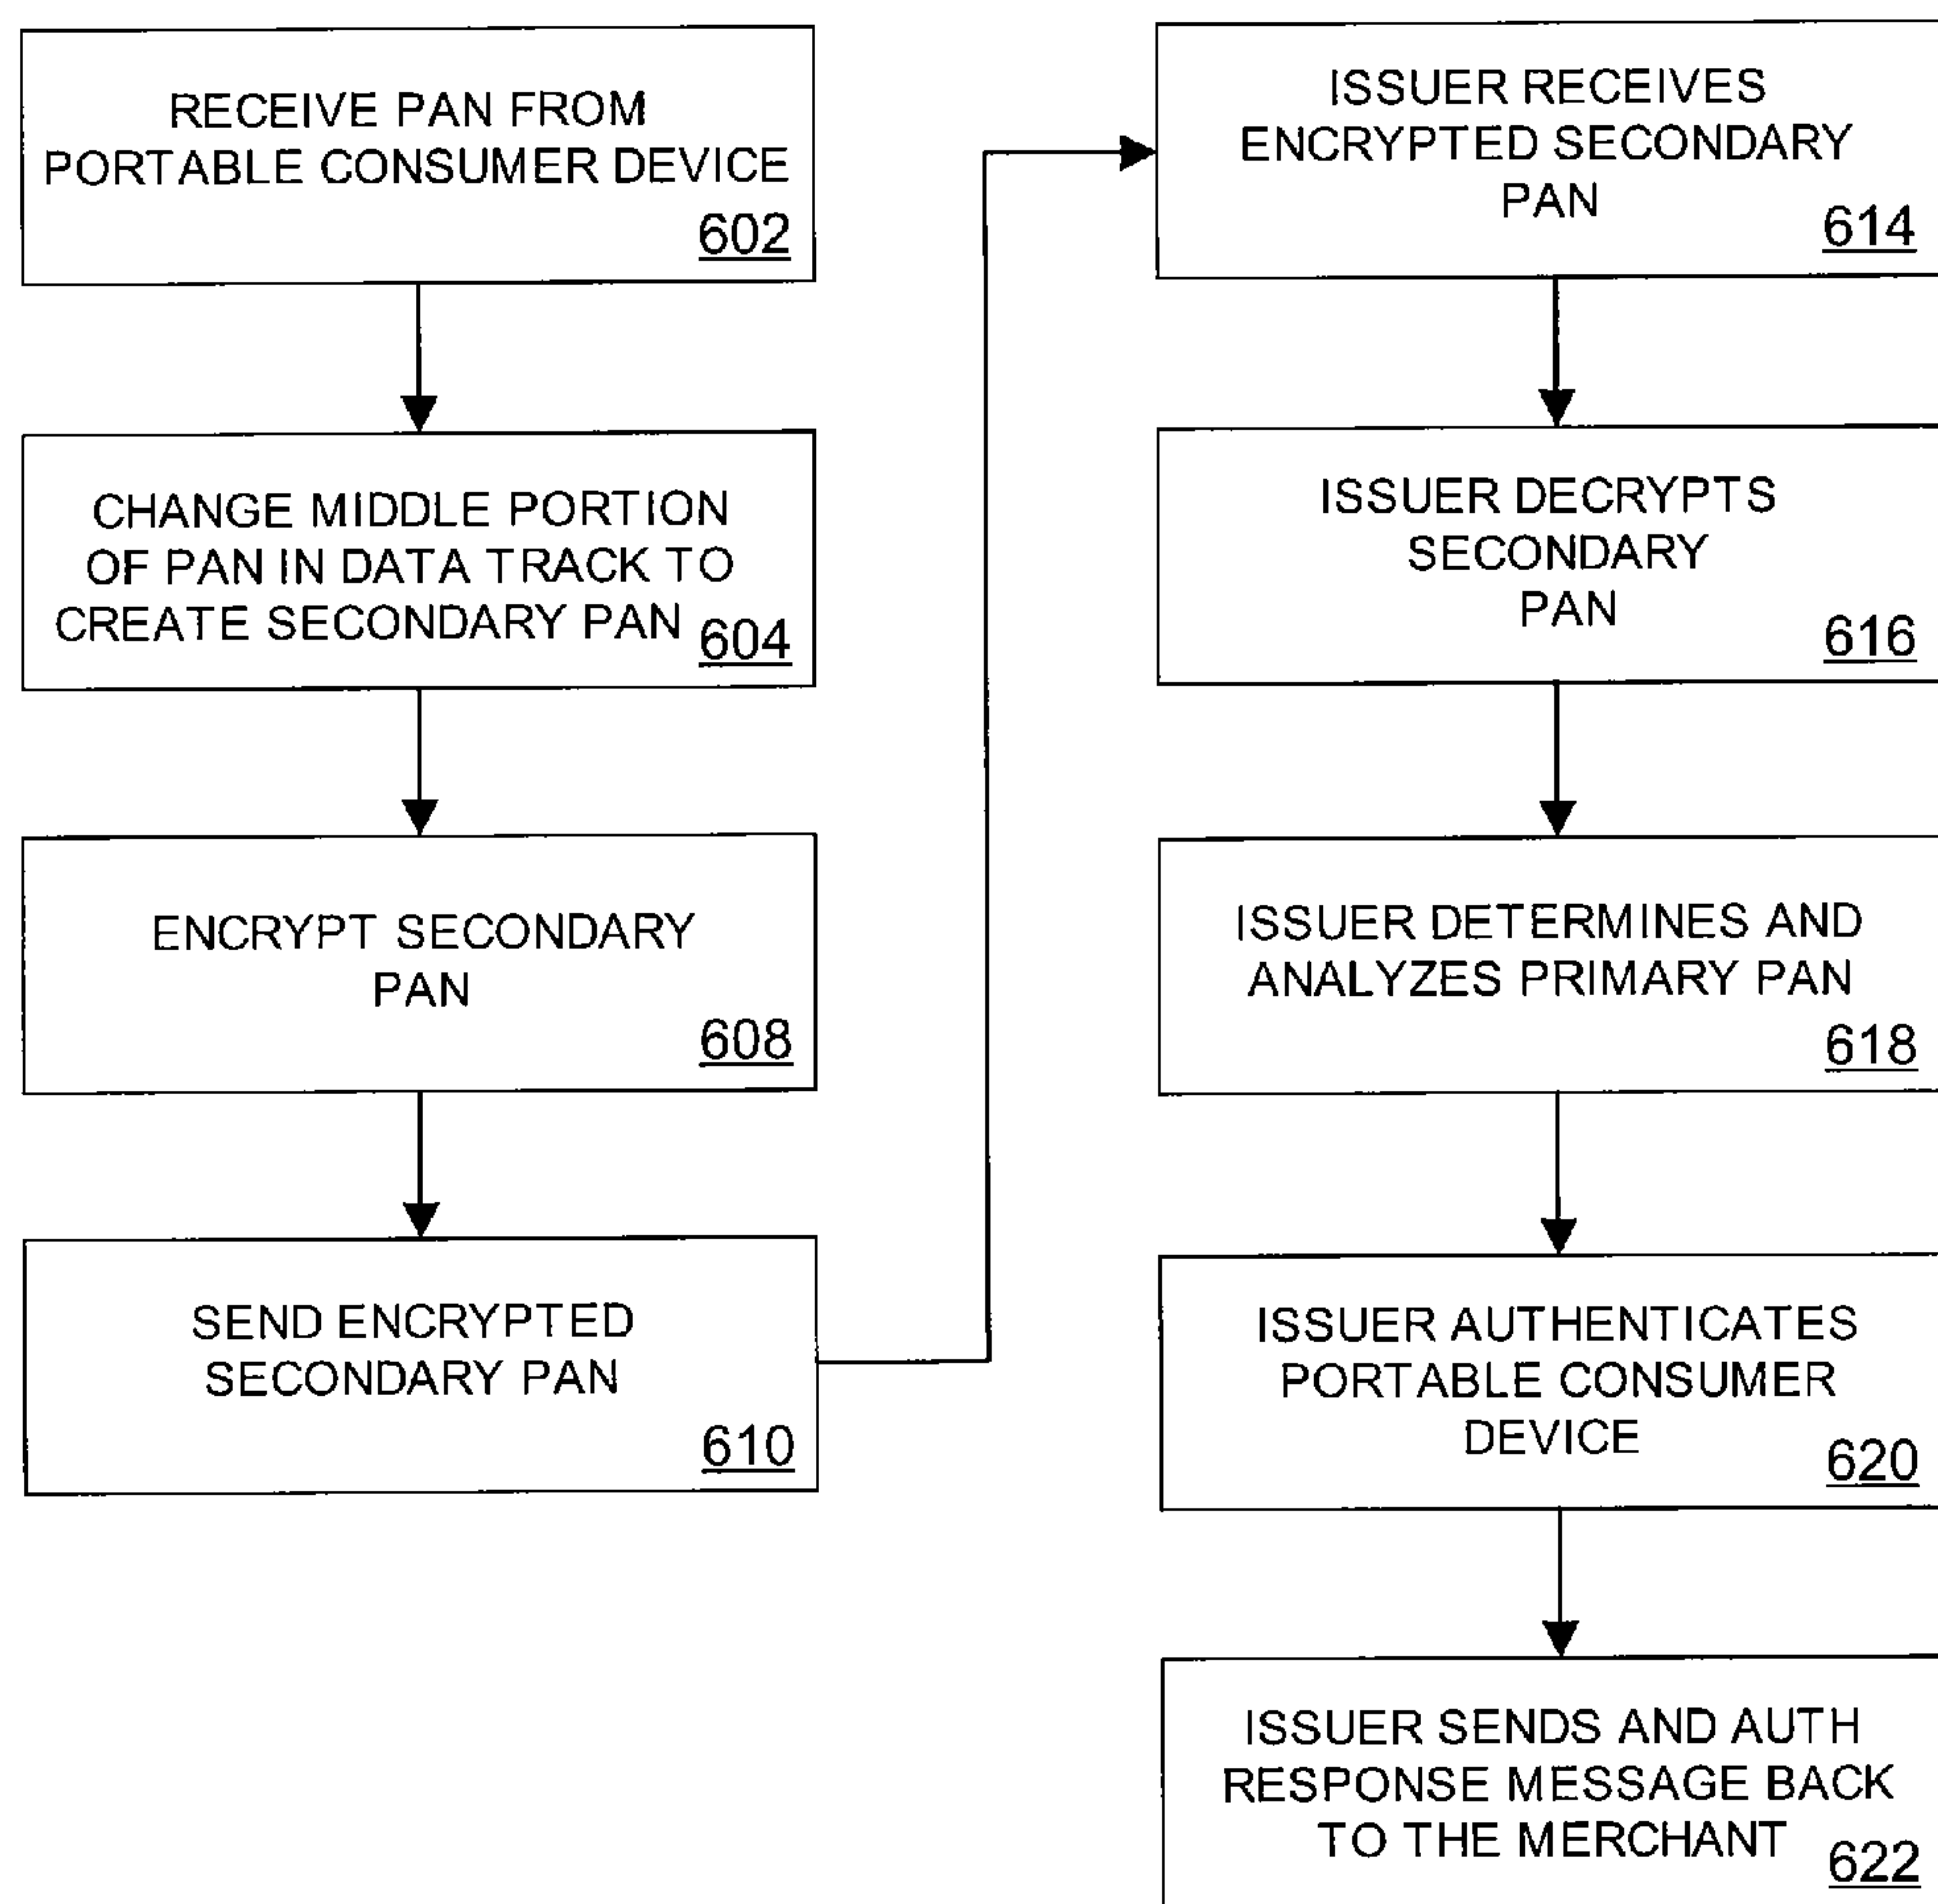 RECEIVE PAN FROM
PORTABLE CONSUMER DEVICE
602
CHANGE MIDDLE PORTION
OF PAN IN DATA TRACK TO
CREATE SECONDARY PAN
604
ENCRYPT SECONDARY
PAN
608
SEND ENCRYPTED
SECONDARY PAN
610
ISSUER RECEIVES
ENCRYPTED SECONDARY
PAN
614
ISSUER DECRYPTS
SECONDARY
PAN
616
ISSUER DETERMINES AND
ANALYZES PRIMARY PAN
618
ISSUER AUTHENTICATES
PORTABLE CONSUMER
DEVICE
620
ISSUER SENDS AND AUTH
RESPONSE MESSAGE BACK
TO THE MERCHANT
622